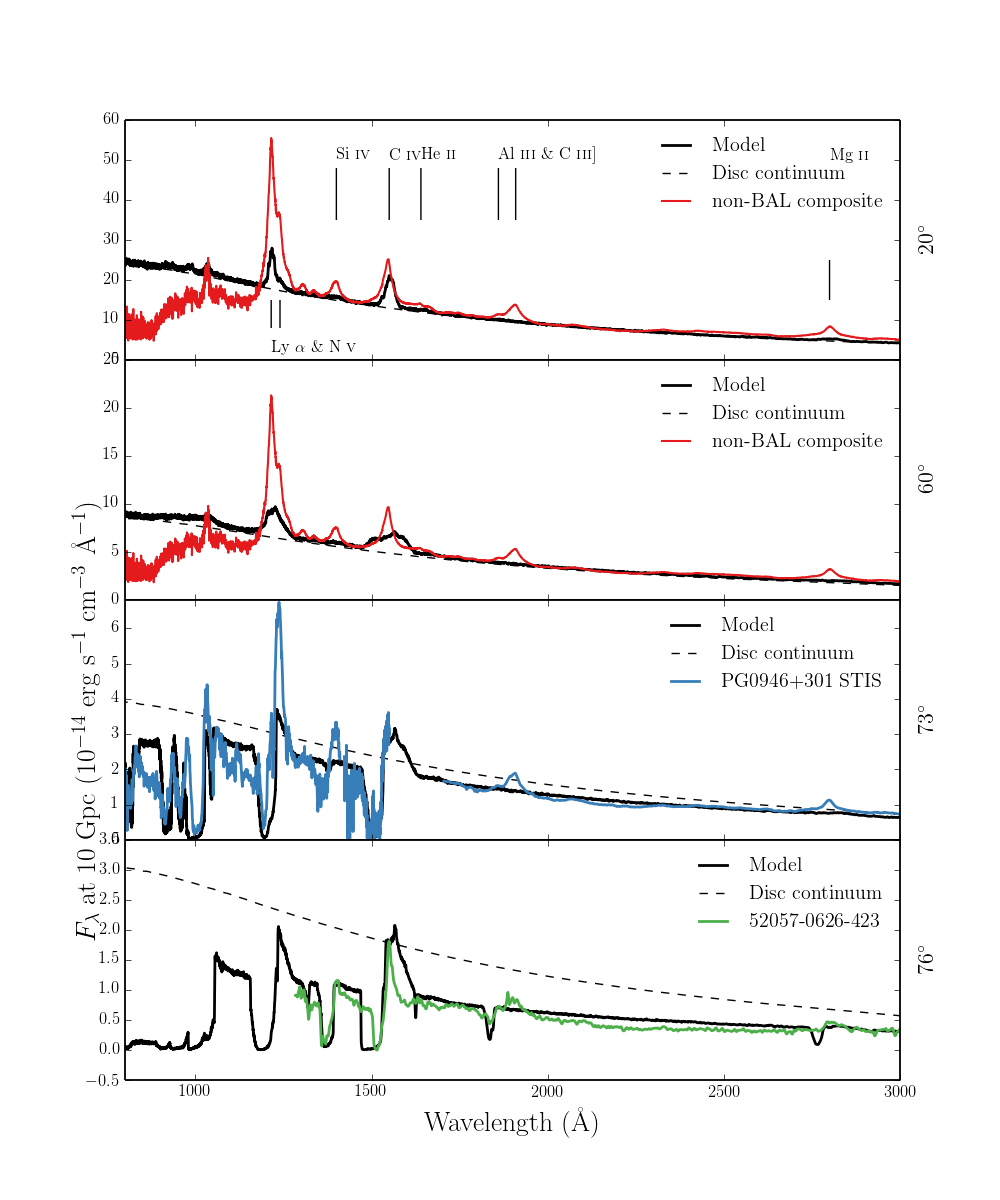 60
50
40
30
20
10
Si IV
C IV
He II
Al III & C III]
Mg II
Ly α & N V
Model
Disc continuum
non-BAL composite
20°
20
15
10
5
0
Model
Disc continuum
non-BAL composite
60°
6
5
4
3
2
1
Model
Disc continuum
PG0946+301 STIS
73°
3.5
3.0
2.5
2.0
1.5
1.0
0.5
0.0
−0.5
Model
Disc continuum
52057-0626-423
76°
1000 1500 2000 2500 3000
Wavelength (Å)
F_λ at 10 Gpc (10⁻¹⁴ erg s⁻¹ cm⁻³ Å⁻¹)